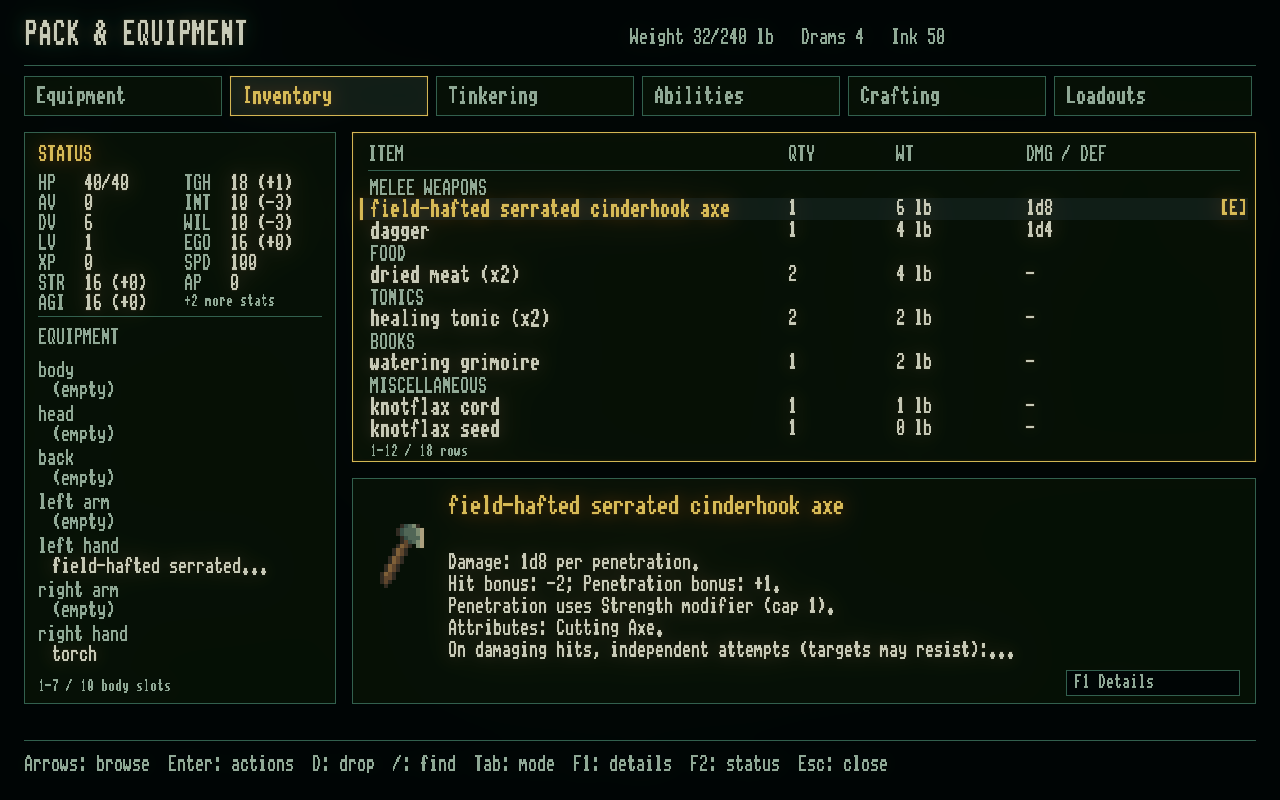 PACK & EQUIPMENT
Weight 32/240 lb Drams 4 Ink 50
Equipment Inventory Tinkering Abilities Crafting Loadouts
STATUS
HP 40/40 TGH 18 (+1)
AV 0 INT 10 (-3)
DV 6 WIL 10 (-3)
LV 1 EGO 16 (+0)
XP 0 SPD 100
STR 16 (+0) AP 0
AGI 16 (+0) +2 more stats
EQUIPMENT
body
(empty)
head
(empty)
back
(empty)
left arm
(empty)
left hand
field-hafted serrated...
right arm
(empty)
right hand
torch
1-7 / 10 body slots
ITEM QTY WT DMG / DEF
MELEE WEAPONS
field-hafted serrated cinderhook axe 1 6 lb 1d8 [E]
dagger 1 4 lb 1d4
FOOD
dried meat (x2) 2 4 lb -
TONICS
healing tonic (x2) 2 2 lb -
BOOKS
watering grimoire 1 2 lb -
MISCELLANEOUS
knotflax cord 1 1 lb -
knotflax seed 1 0 lb -
1-12 / 18 rows
field-hafted serrated cinderhook axe
Damage: 1d8 per penetration.
Hit bonus: -2; Penetration bonus: +1.
Penetration uses Strength modifier (cap 1).
Attributes: Cutting Axe.
On damaging hits, independent attempts (targets may resist):...
F1 Details
Arrows: browse Enter: actions D: drop /: find Tab: mode F1: details F2: status Esc: close